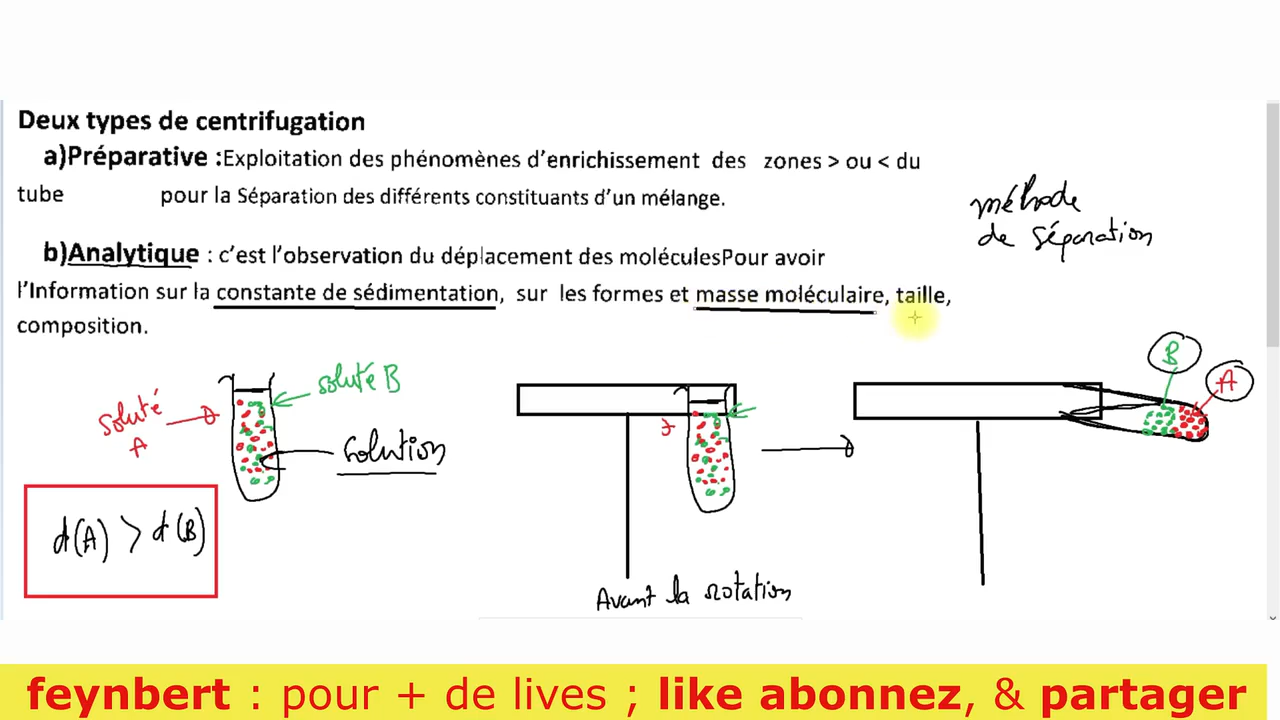 Deux types de centrifugation
a)Préparative :Exploitation des phénomènes d'enrichissement des zones > ou < du
tube pour la Séparation des différents constituants d'un mélange.
méthode
de séparation
b)Analytique : c'est l'observation du déplacement des moléculesPour avoir
l'Information sur la constante de sédimentation, sur les formes et masse moléculaire, taille,
composition.
soluté B
soluté
A
solution
B
A
d(A) > d(B)
Avant la rotation
feynbert : pour + de lives ; like abonnez, & partager